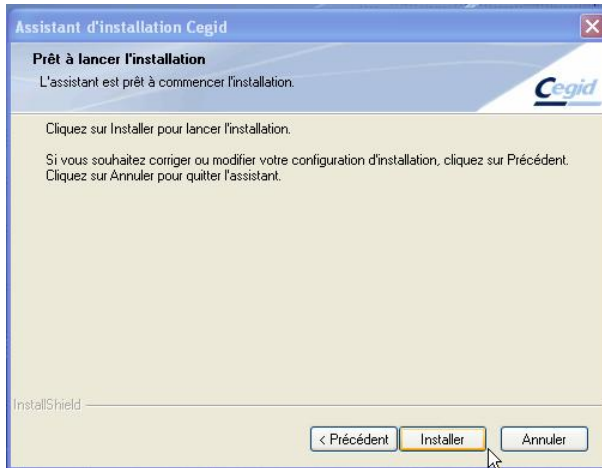 Assistant d'installation Cegid
Prêt à lancer l'installation
L'assistant est prêt à commencer l'installation.
Cegid
Cliquez sur Installer pour lancer l'installation.
Si vous souhaitez corriger ou modifier votre configuration d'installation, cliquez sur Précédent.
Cliquez sur Annuler pour quitter l'assistant.
InstallShield
< Précédent Installer Annuler